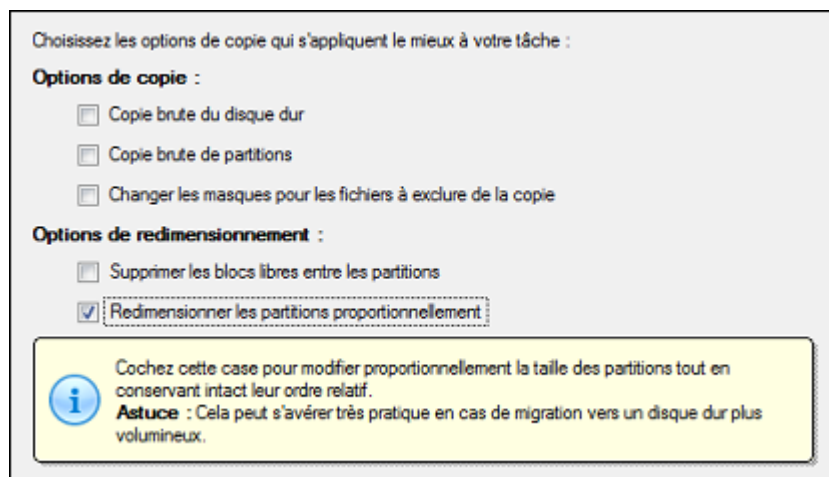 Choisissez les options de copie qui s'appliquent le mieux à votre tâche :
Options de copie :
Copie brute du disque dur
Copie brute de partitions
Changer les masques pour les fichiers à exclure de la copie
Options de redimensionnement :
Supprimer les blocs libres entre les partitions
Redimensionner les partitions proportionnellement
Cochez cette case pour modifier proportionnellement la taille des partitions tout en
conservant intact leur ordre relatif.
Astuce : Cela peut s'avérer très pratique en cas de migration vers un disque dur plus
volumineux.